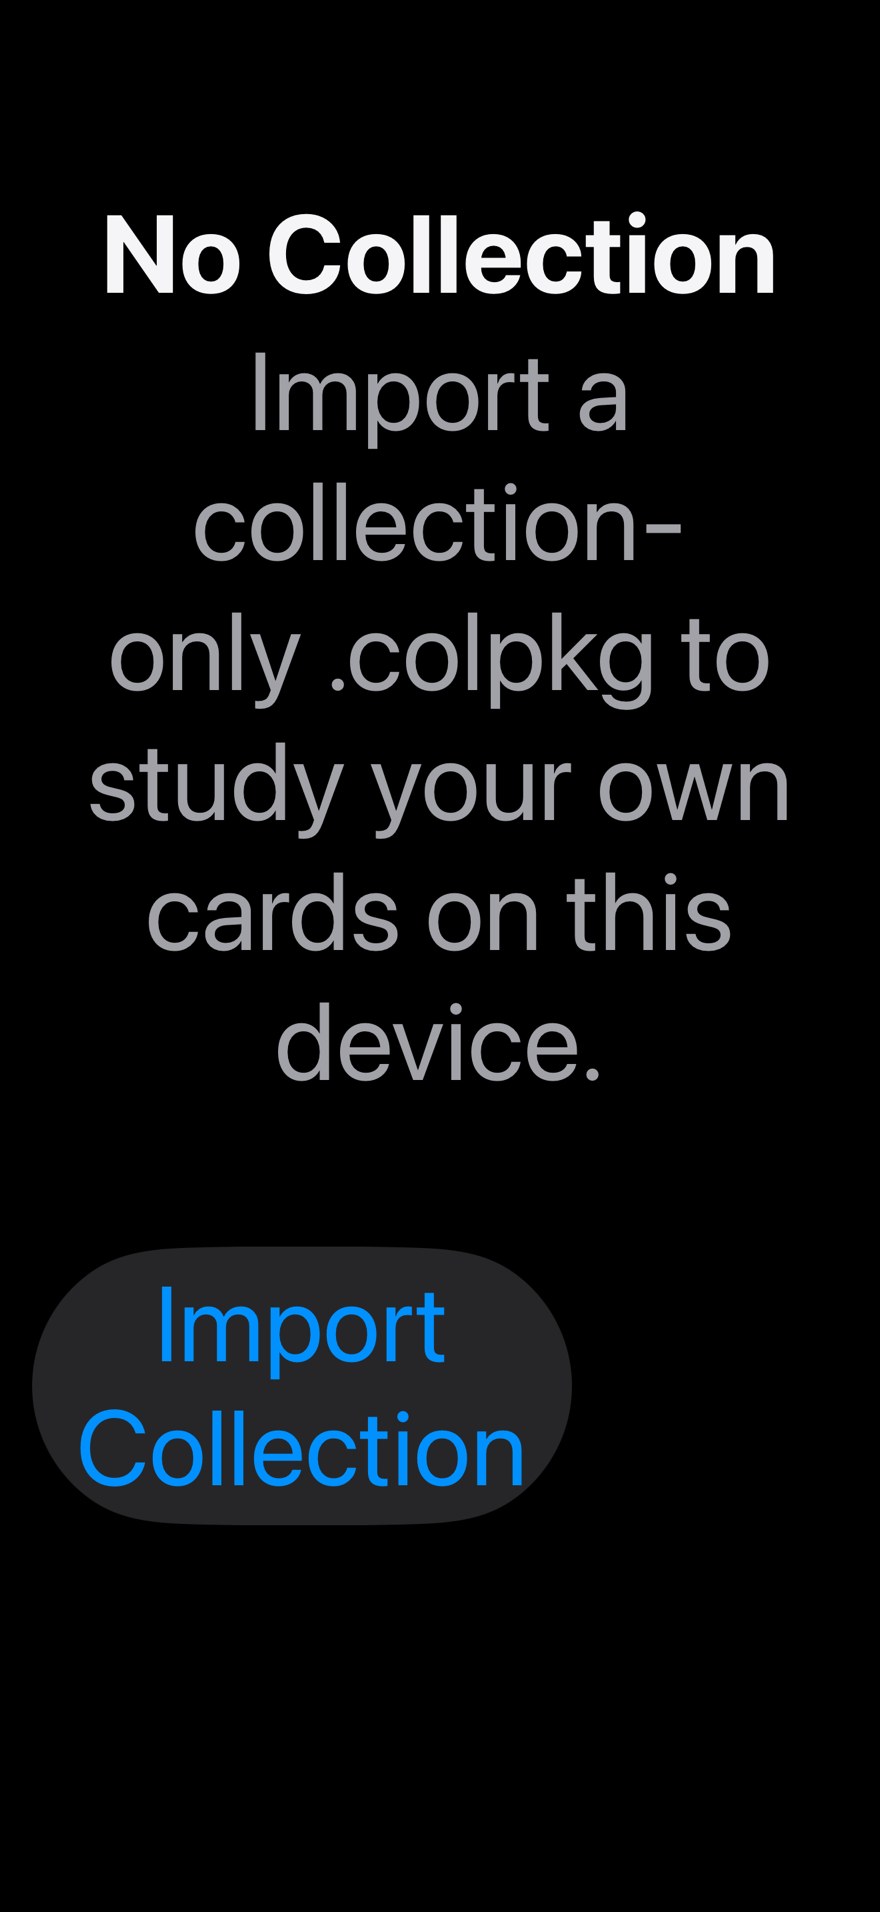 No Collection
Import a
collection-
only .colpkg to
study your own
cards on this
device.
Import
Collection